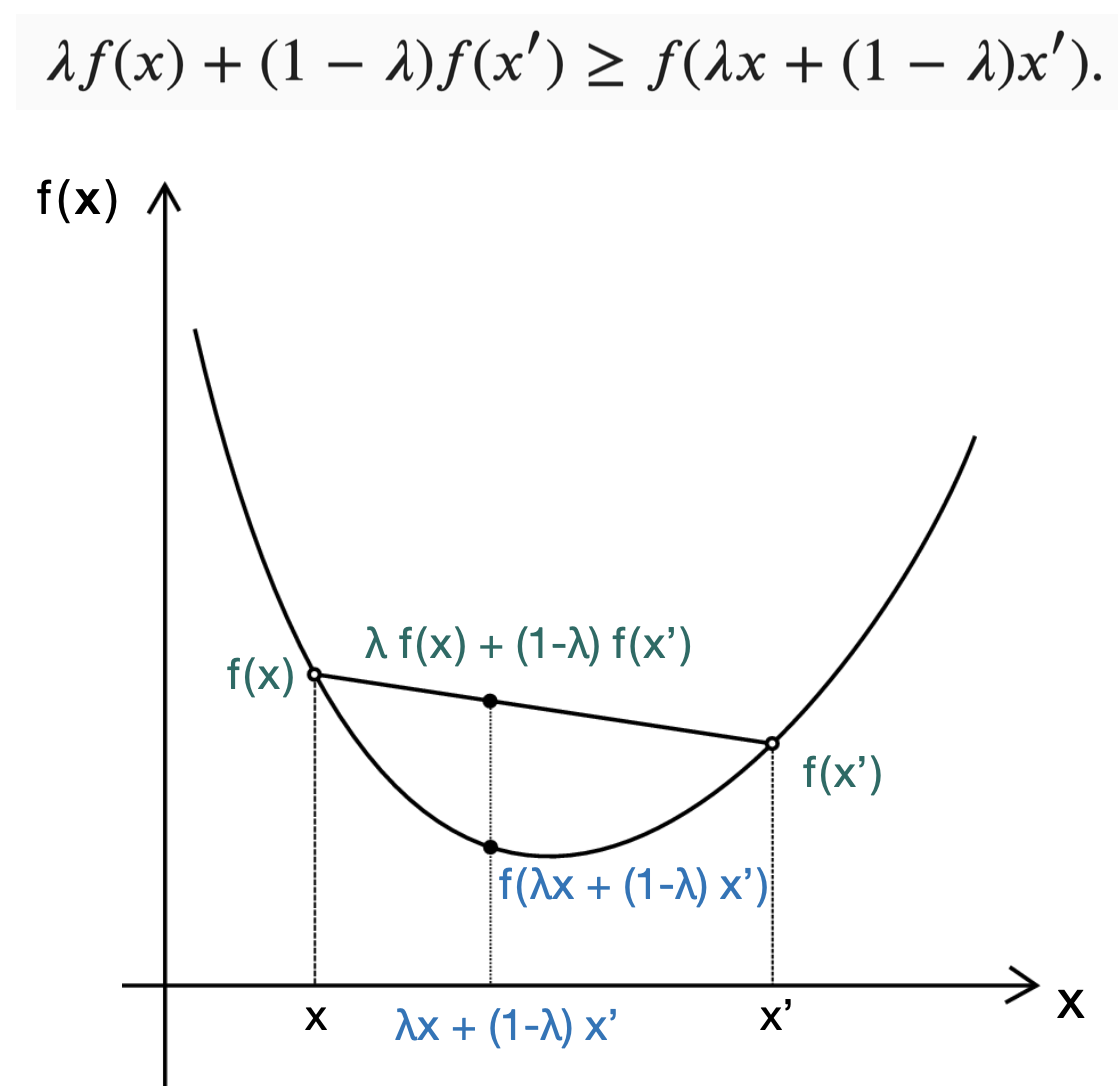 λf(x) + (1 − λ)f(x′) ≥ f(λx + (1 − λ)x′).
f(x)
λ f(x) + (1-λ) f(x’)
f(x)
f(x’)
f(λx + (1-λ) x’)
x
λx + (1-λ) x’
x’
x